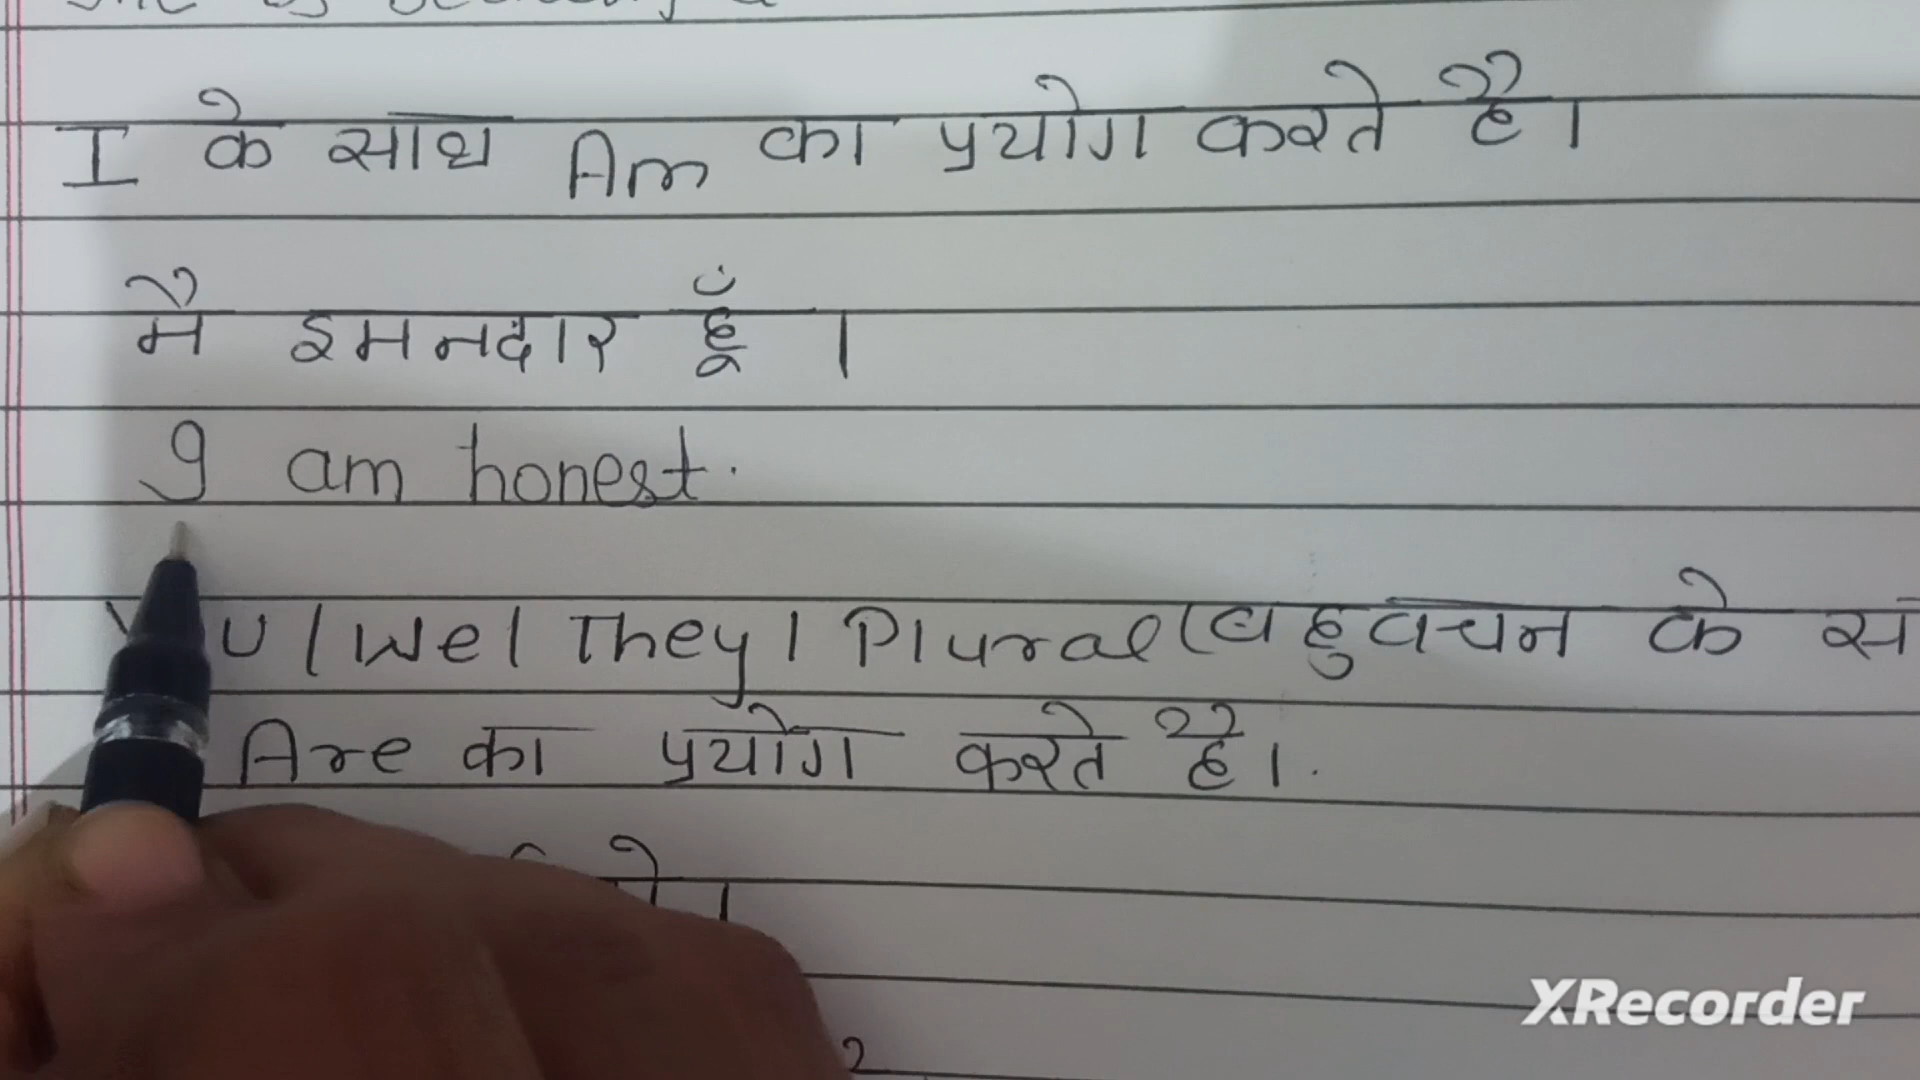 I के साथ Am का प्रयोग करते है।
मै इमनदार हूँ।
I am honest.
We / They / Plural (बहुवचन के
Are का प्रयोग करते है।
XRecorder